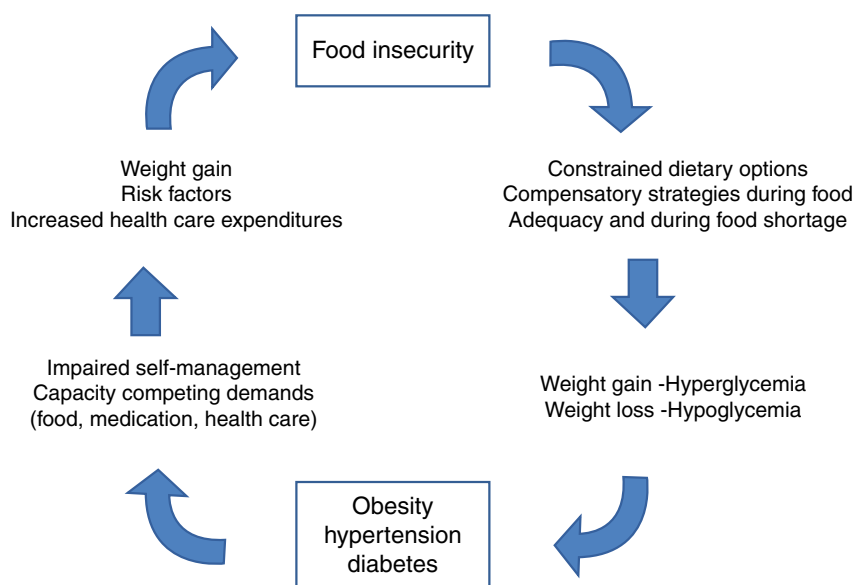 Food insecurity
Constrained dietary options
Compensatory strategies during food
Adequacy and during food shortage
Weight gain -Hyperglycemia
Weight loss -Hypoglycemia
Obesity
hypertension
diabetes
Impaired self-management
Capacity competing demands
(food, medication, health care)
Weight gain
Risk factors
Increased health care expenditures